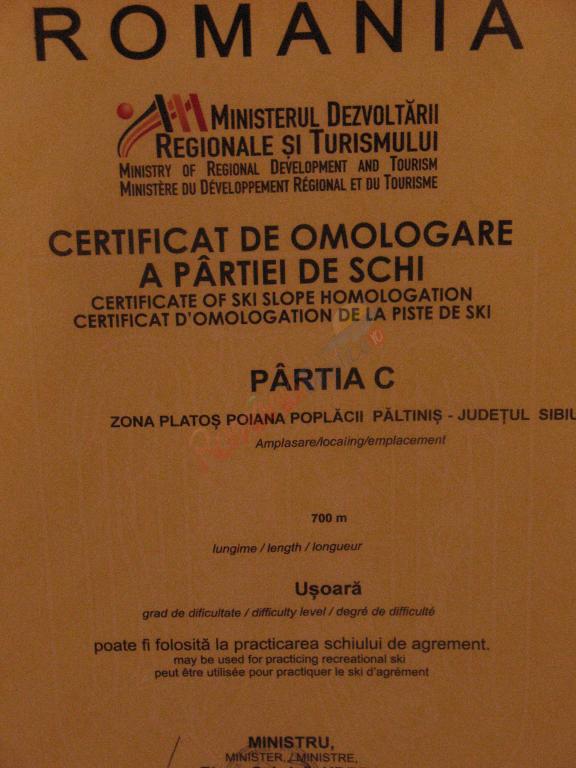 ROMANIA
MINISTERUL DEZVOLTĂRII
REGIONALE ȘI TURISMULUI
MINISTRY OF REGIONAL DEVELOPMENT AND TOURISM
MINISTÈRE DU DÉVELOPPEMENT RÉGIONAL ET DU TOURISME
CERTIFICAT DE OMOLOGARE
A PÂRTIEI DE SCHI
CERTIFICATE OF SKI SLOPE HOMOLOGATION
CERTIFICAT D'OMOLOGATION DE LA PISTE DE SKI
PÂRTIA C
ZONA PLATOȘ POIANA POPLĂCII PĂLTINIȘ - JUDEȚUL SIBIU
Amplasare/locaiing/emplacement
700 m
lungime / length / longueur
Ușoară
grad de dificultate / difficulty level / degré de difficulté
poate fi folosită la practicarea schiului de agrement.
may be used for practicing recreational ski
peut être utilisée pour practiquer le ski d'agrément
MINISTRU,
MINISTER, / MINISTRE,